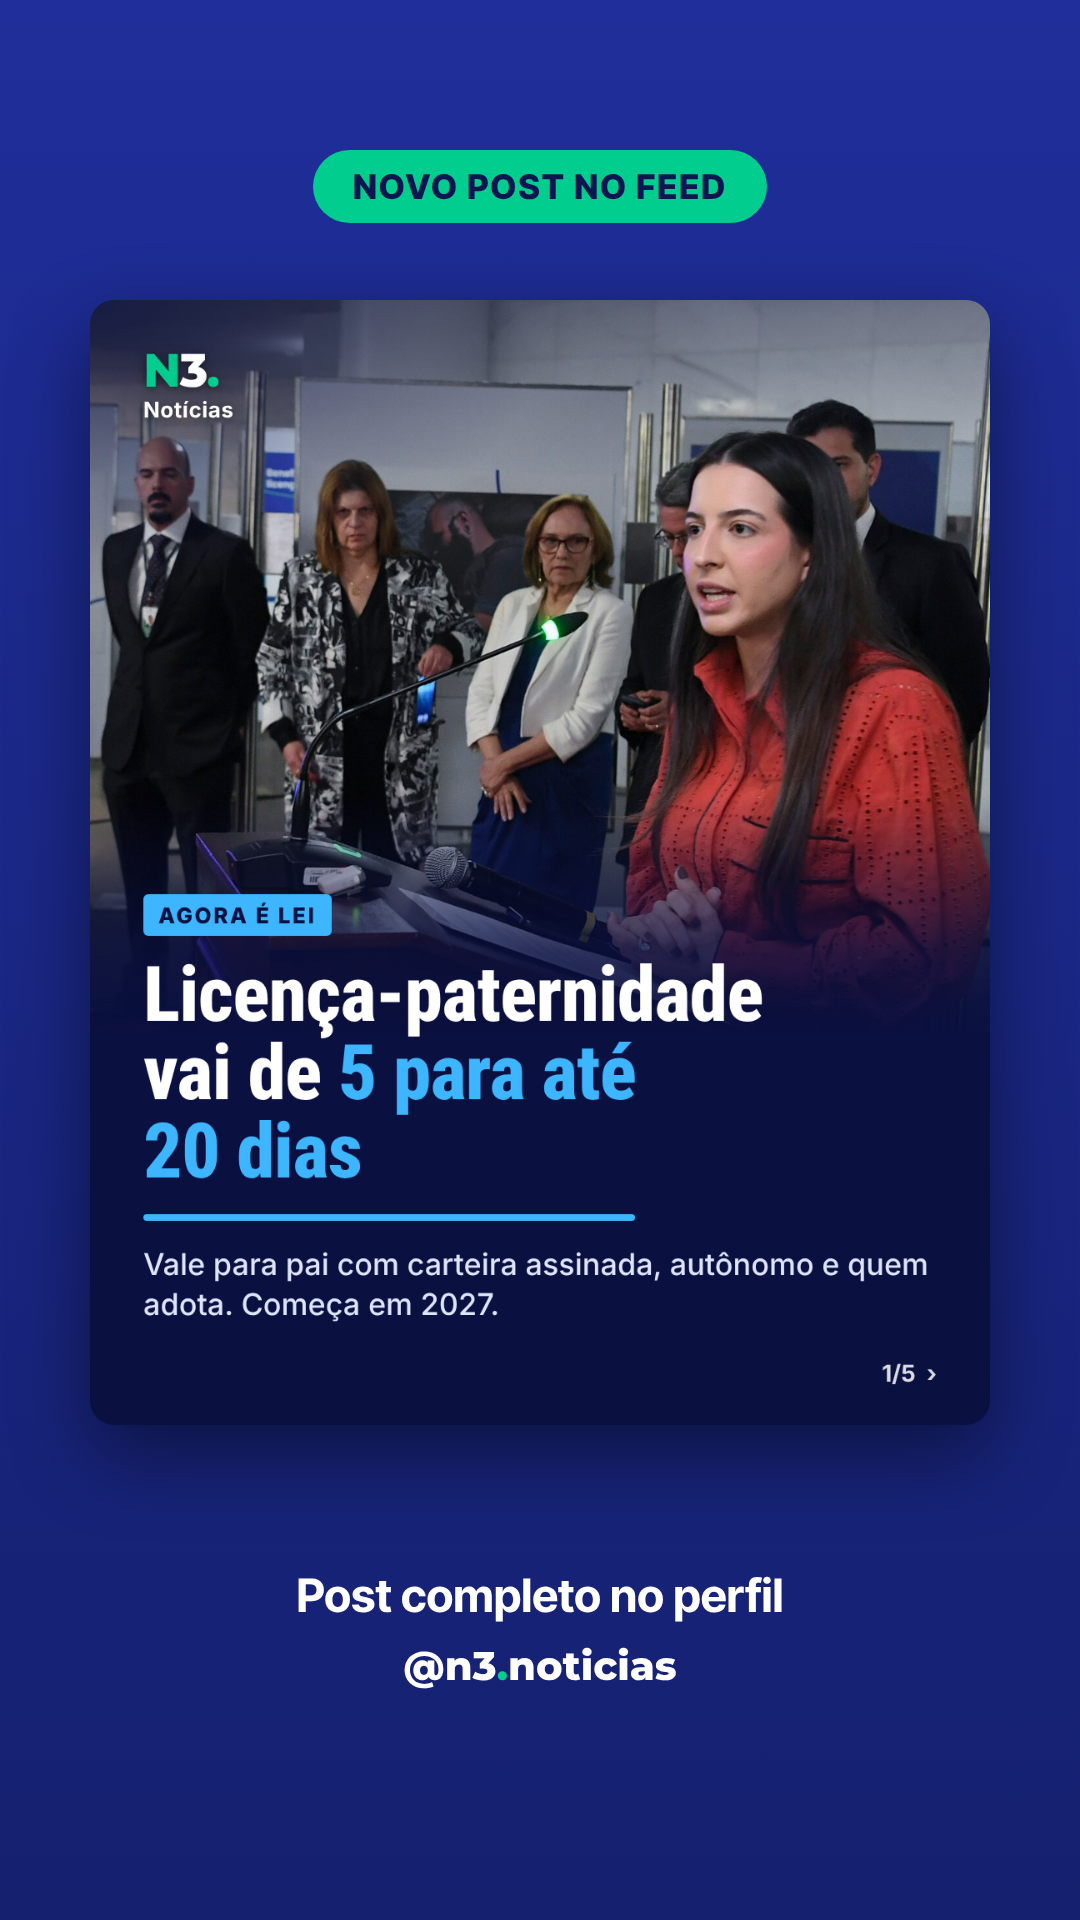 NOVO POST NO FEED
N3.
Notícias
AGORA É LEI
Licença-paternidade
vai de 5 para até
20 dias
Vale para pai com carteira assinada, autônomo e quem
adota. Começa em 2027.
1/5 ›
Post completo no perfil
@n3.noticias